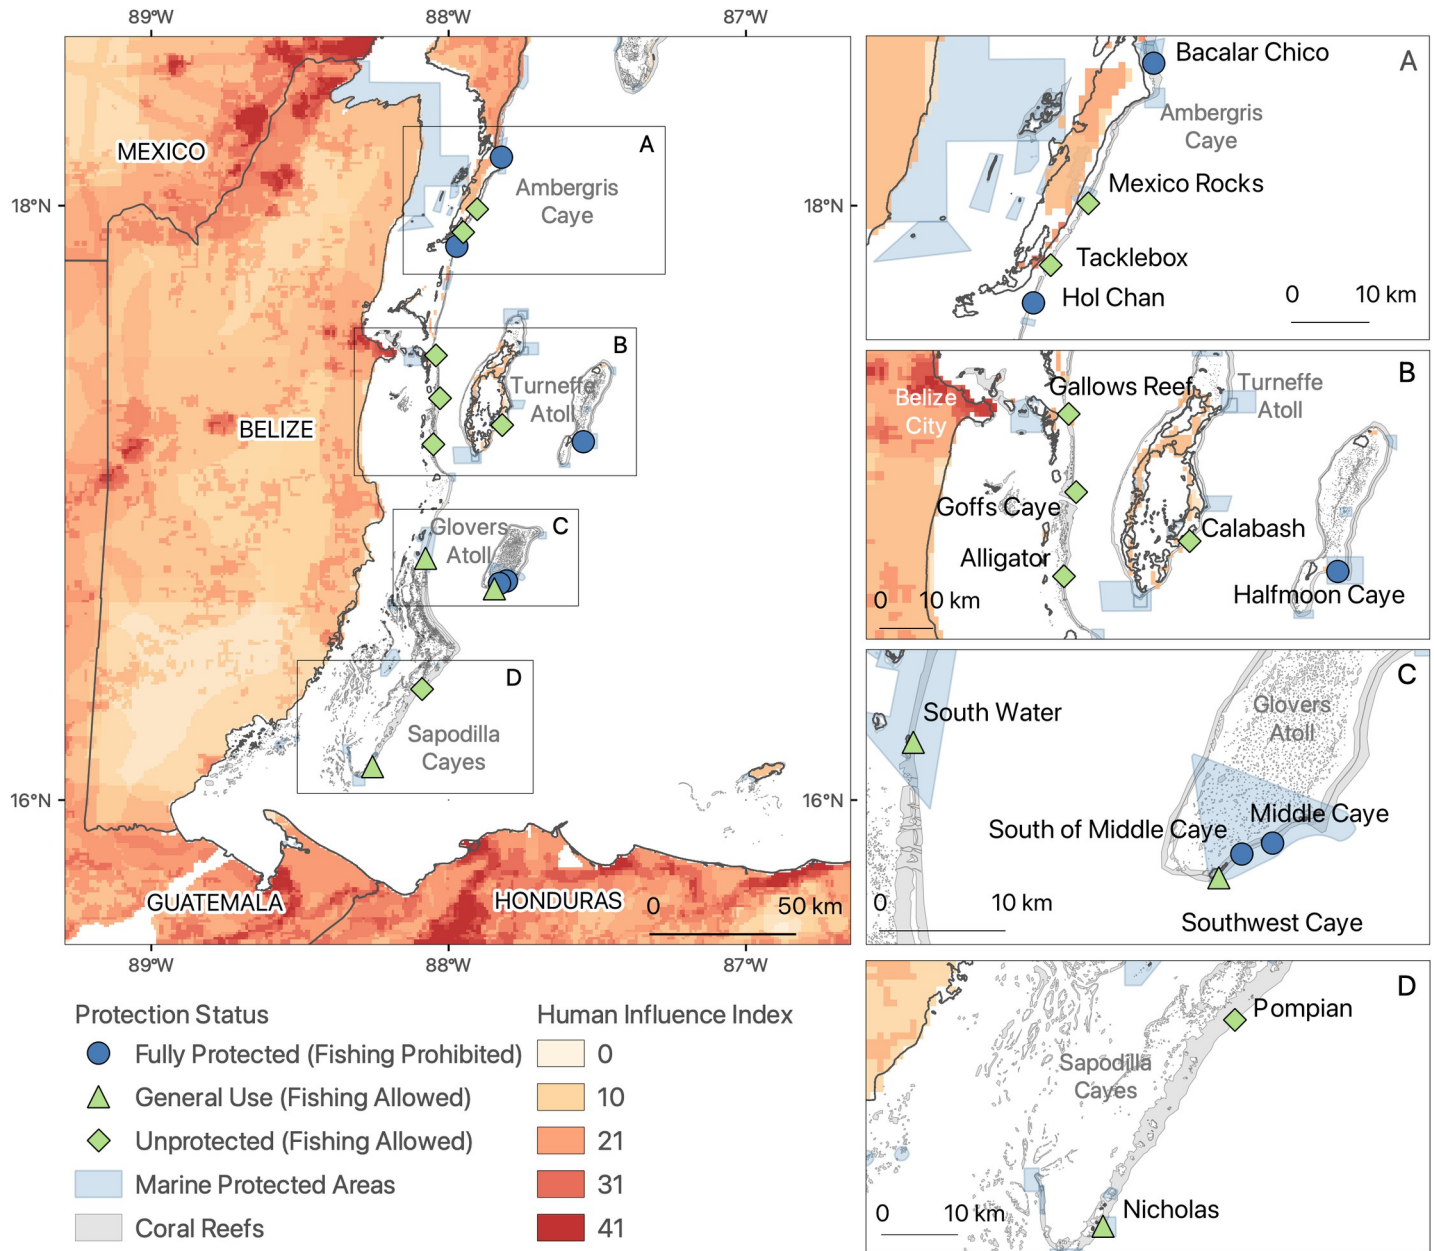 89°W
88°W
87°W
18°N
16°N
MEXICO
A
Ambergris
Caye
B
Turneffe
Atoll
BELIZE
Glovers
Atoll
C
D
Sapodilla
Cayes
GUATEMALA
HONDURAS
0
50 km
89°W
88°W
87°W
18°N
16°N
A
Bacalar Chico
Ambergris
Caye
Mexico Rocks
Tacklebox
Hol Chan
0
10 km
B
Belize
City
Gallows Reef
Turneffe
Atoll
Goffs Caye
Calabash
Alligator
Halfmoon Caye
0
10 km
C
South Water
Glovers
Atoll
Middle Caye
South of Middle Caye
Southwest Caye
0
10 km
D
Pompian
Sapodilla
Cayes
Nicholas
0
10 km
Protection Status
Fully Protected (Fishing Prohibited)
General Use (Fishing Allowed)
Unprotected (Fishing Allowed)
Marine Protected Areas
Coral Reefs
Human Influence Index
0
10
21
31
41